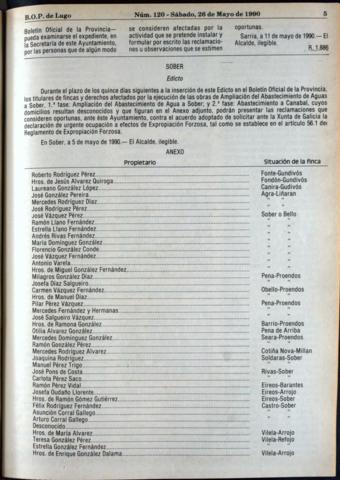 B.O.P. de Lugo
Núm. 120 - Sábado, 26 de Mayo de 1990
5
Boletín Oficial de la Provincia—
pueda examinarse el expediente, en
la Secretaría de este Ayuntamiento,
por las personas que de algún modo
se consideren afectadas por la
actividad que se pretende instalar y
formular por escrito las reclamacio-
nes u observaciones que se estimen
oportunas.
Sarria, a 11 de mayo de 1990.— El
Alcalde, ilegible.
R. 1.886
SOBER
Edicto
Durante el plazo de los quince días siguientes a la inserción de este Edicto en el Boletín Oficial de la Provincia,
los titulares de fincas y derechos afectados por la ejecución de las obras de Ampliación del Abastecimiento de Aguas
a Sober, 1.ª fase: Ampliación del Abastecimiento de Aguas a Sober; y 2.ª fase: Abastecimiento a Canabal, cuyos
domicilios resultan desconocidos y que figuran en el Anexo adjunto, podrán presentar las reclamaciones que
consideren oportunas, ante éste Ayuntamiento, contra el acuerdo adoptado de solicitar ante la Xunta de Galicia la
declaración de urgente ocupación a efectos de Expropiación Forzosa, tal como se establece en el artículo 56.1 del
Reglamento de Expropiación Forzosa.
En Sober, a 5 de mayo de 1990.— El Alcalde, ilegible.
ANEXO
Propietario Situación de la finca
Roberto Rodríguez Pérez Fonte-Gundivós
Hros. de Jesús Alvarez Quiroga Fondón-Gundivós
Laureano González López Canira-Gudivós
José González Pereira Agra-Liñaran
Mercedes Rodríguez Díaz " "
José Rodríguez Pérez " "
José Vázquez Pérez Sober o Bello
Ramón Llano Fernández " "
Estrella Llano Fernández " "
Andrés Rivas Fernández " "
María Domínguez González " "
Florencio González Conde " "
José Vázquez Fernández " "
Antonio Varela " "
Hros. de Miguel González Fernández " "
Milagros González Díaz Pena-Proendos
Josefa Díaz Salgueiro " "
Carmen Vázquez Fernández Obello-Proendos
Hros. de Manuel Díaz " "
Pilar Pérez Vázquez Pena-Proendos
Mercedes Fernández y Hermanas " "
José Salgueiro Vázquez " "
Hros. de Ramona González Barrio-Proendos
Otilia Alvarez González Pena de Arriba
Mercedes Domínguez González Seara-Proendos
Ramón González Pérez " "
Mercedes Rodríguez Alvarez Cotiña Nova-Millan
Joaquina Rodríguez Soldaras-Sober
Manuel Pérez Trigo " "
José Pons de Costa Rivas-Sober
Carlota Pérez Saco " "
Ramón Pérez Vidal Eireos-Barantes
Josefa Oudaño Llorente Eireos-Arrojo
Hros. de Ramón Gómez Gutiérrez Eireos-Sober
Félix Rodríguez Fernández Castro-Sober
Asunción Corral Gallego " "
Arturo Corral Gallego " "
Desconocido
Hros. de María Alvarez Vilela-Arrojo
Teresa González Pérez Vilela-Refojo
Estrella González Fernández Vilela-Arrojo
Hros. de Enrique González Dalama Vilela-Arrojo